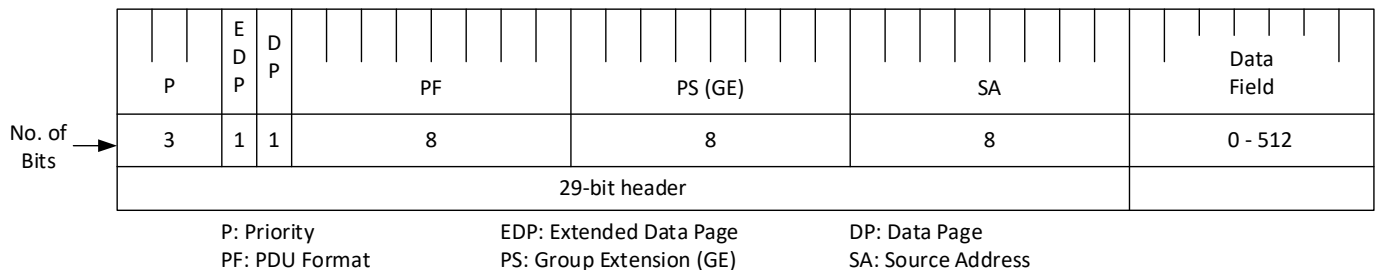 E
D
P
D
P
P
PF
PS (GE)
SA
Data
Field
No. of
Bits
3
1
1
8
8
8
0 - 512
29-bit header
P: Priority
EDP: Extended Data Page
DP: Data Page
PF: PDU Format
PS: Group Extension (GE)
SA: Source Address